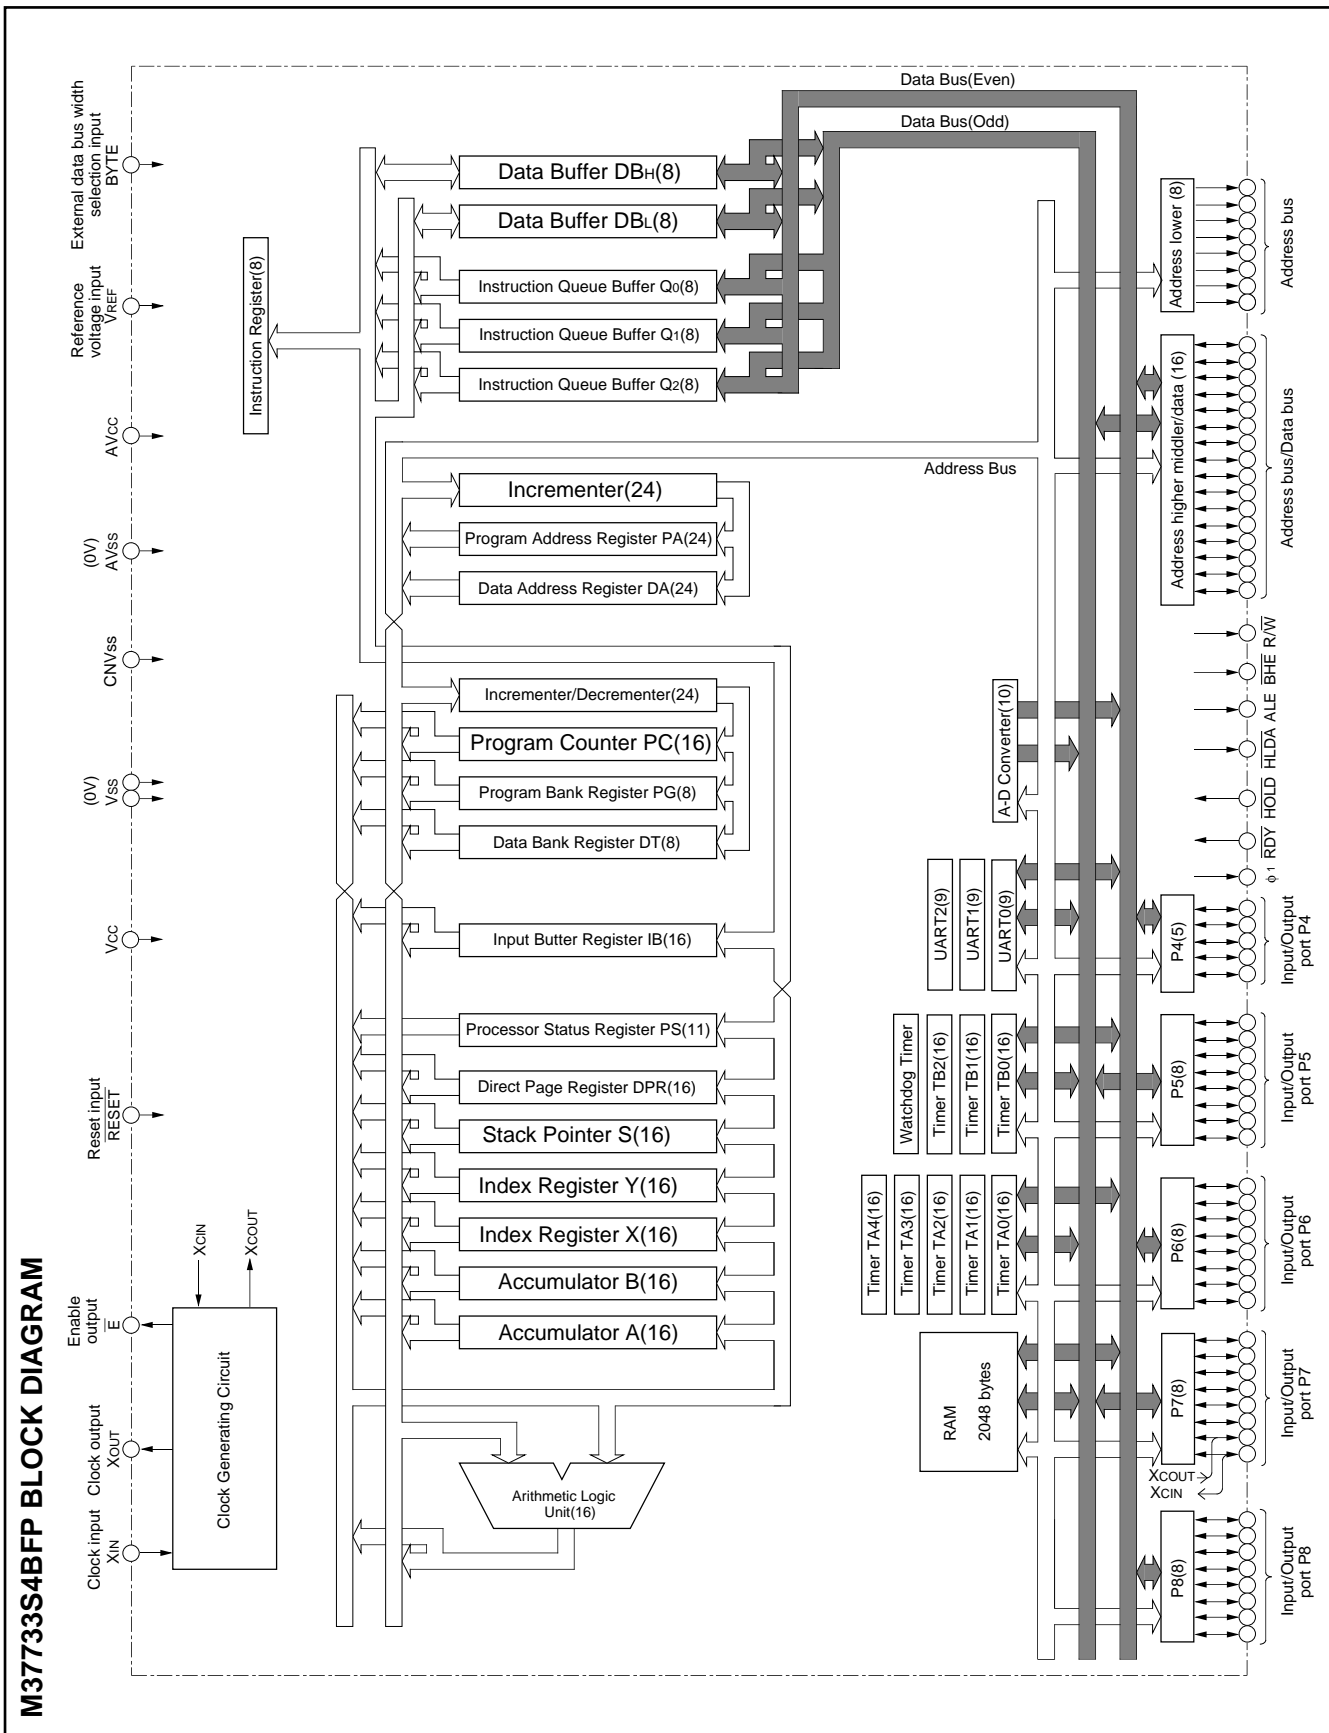 M37733S4BFP BLOCK DIAGRAM
Clock input
XIN
Clock output
XOUT
Enable
output
E
Reset input
RESET
VCC
(0V)
VSS
CNVSS
(0V)
AVSS
AVCC
Reference
voltage input
VREF
External data bus width
selection input
BYTE
Clock Generating Circuit
XCIN
XCOUT
Instruction Register(8)
Data Buffer DBH(8)
Data Buffer DBL(8)
Instruction Queue Buffer Q0(8)
Instruction Queue Buffer Q1(8)
Instruction Queue Buffer Q2(8)
Incrementer(24)
Program Address Register PA(24)
Data Address Register DA(24)
Incrementer/Decrementer(24)
Program Counter PC(16)
Program Bank Register PG(8)
Data Bank Register DT(8)
Input Butter Register IB(16)
Processor Status Register PS(11)
Direct Page Register DPR(16)
Stack Pointer S(16)
Index Register Y(16)
Index Register X(16)
Accumulator B(16)
Accumulator A(16)
Arithmetic Logic
Unit(16)
Data Bus(Even)
Data Bus(Odd)
Address Bus
RAM
2048 bytes
Timer TA4(16)
Timer TA3(16)
Timer TA2(16)
Timer TA1(16)
Timer TA0(16)
Watchdog Timer
Timer TB2(16)
Timer TB1(16)
Timer TB0(16)
UART2(9)
UART1(9)
UART0(9)
A-D Converter(10)
P8(8)
P7(8)
XCOUT
XCIN
P6(8)
P5(8)
P4(5)
Address higher middler/data (16)
Address lower (8)
Input/Output
port P8
Input/Output
port P7
Input/Output
port P6
Input/Output
port P5
Input/Output
port P4
ϕ1
RDY
HOLD
HLDA
ALE
BHE
R/W
Address bus/Data bus
Address bus